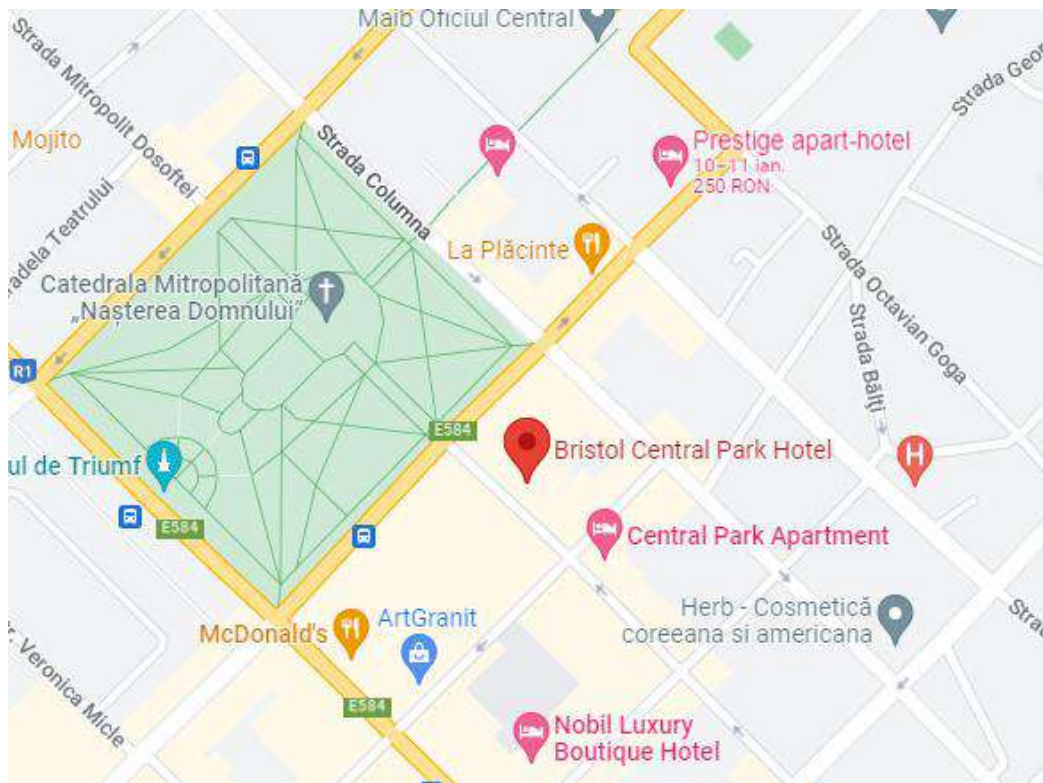 Maib Oficiul Central
Strada Mitropolit Dosoftei
Strada Geor
Mojito
Strada Columna
Prestige apart-hotel
10–11 ian.
250 RON
radela Teatrului
La Plăcinte
Strada Octavian Goga
Catedrala Mitropolitană
„Nașterea Domnului”
Strada Bălți
R1
E584
Bristol Central Park Hotel
H
ul de Triumf
E584
Central Park Apartment
Herb - Cosmetică
coreeana si americana
Strad
ArtGranit
McDonald's
r. Veronica Micle
E584
Nobil Luxury
Boutique Hotel